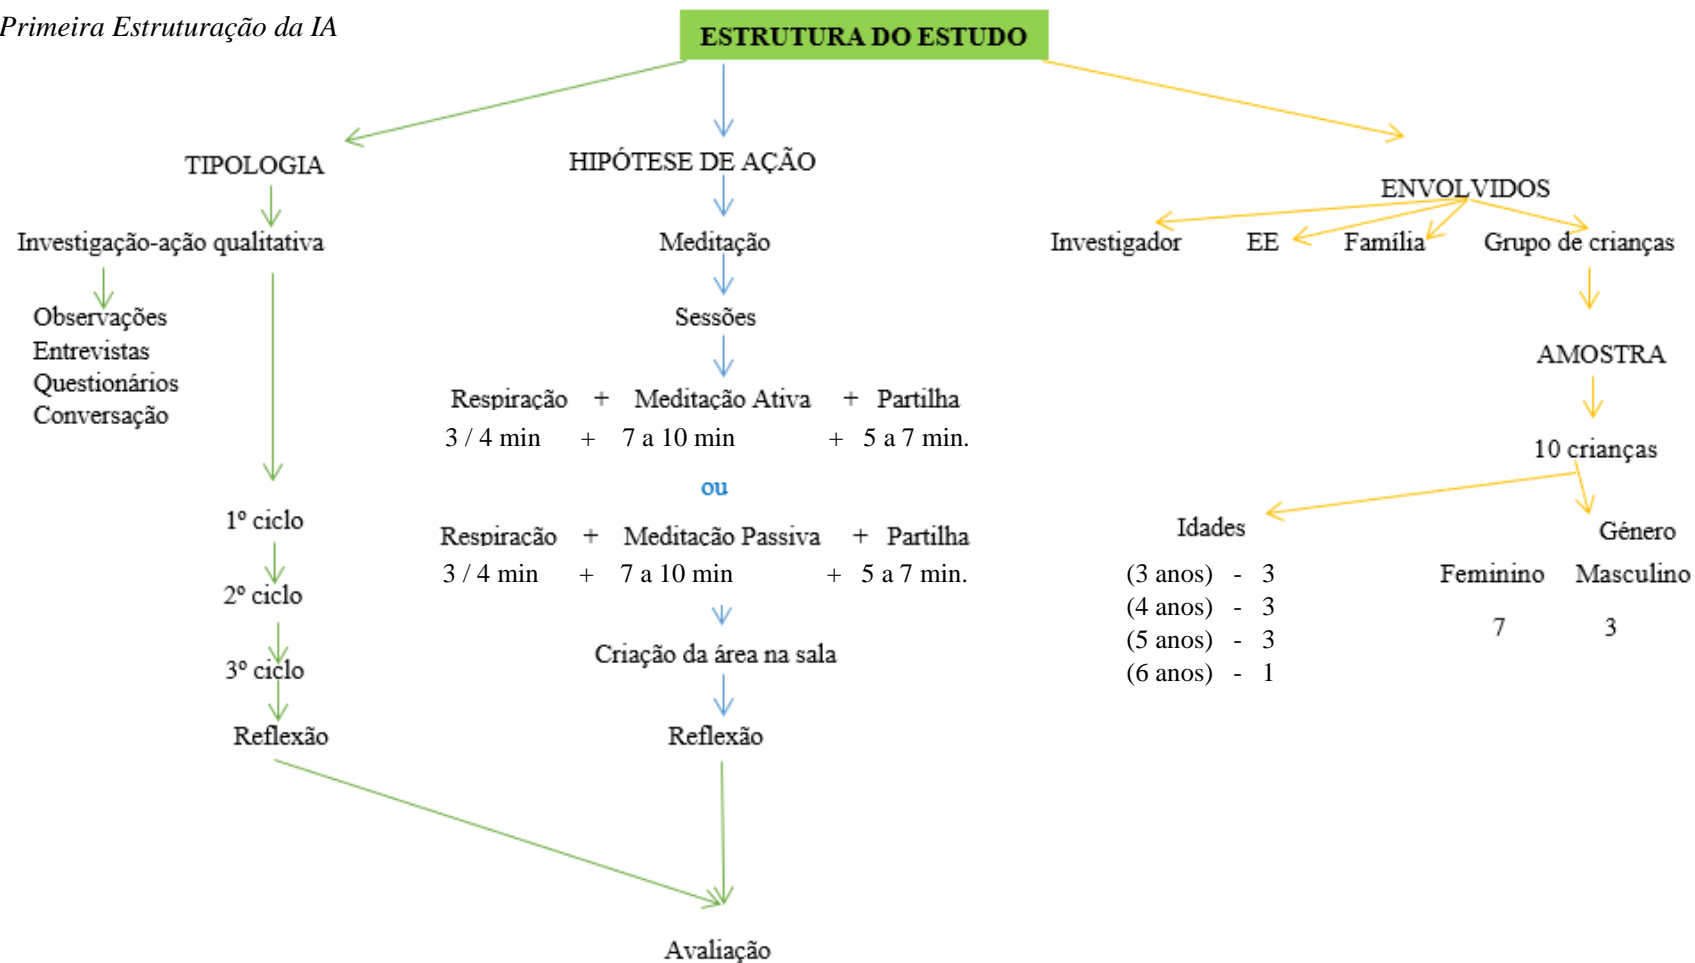 Primeira Estruturação da IA
ESTRUTURA DO ESTUDO
TIPOLOGIA
Investigação-ação qualitativa
Observações
Entrevistas
Questionários
Conversação
1º ciclo
2º ciclo
3º ciclo
Reflexão
HIPÓTESE DE AÇÃO
Meditação
Sessões
Respiração + Meditação Ativa + Partilha
3 / 4 min + 7 a 10 min + 5 a 7 min.
ou
Respiração + Meditação Passiva + Partilha
3 / 4 min + 7 a 10 min + 5 a 7 min.
Criação da área na sala
Reflexão
Avaliação
ENVOLVIDOS
Investigador EE Família Grupo de crianças
AMOSTRA
10 crianças
Idades
(3 anos) - 3
(4 anos) - 3
(5 anos) - 3
(6 anos) - 1
Género
Feminino Masculino
7 3